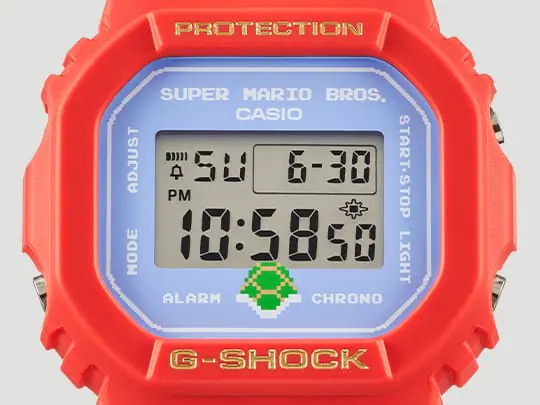 PROTECTION
SUPER MARIO BROS.
CASIO
ADJUST
MODE
START·STOP
LIGHT
SU 6-30
PM
10:58 50
ALARM CHRONO
G-SHOCK